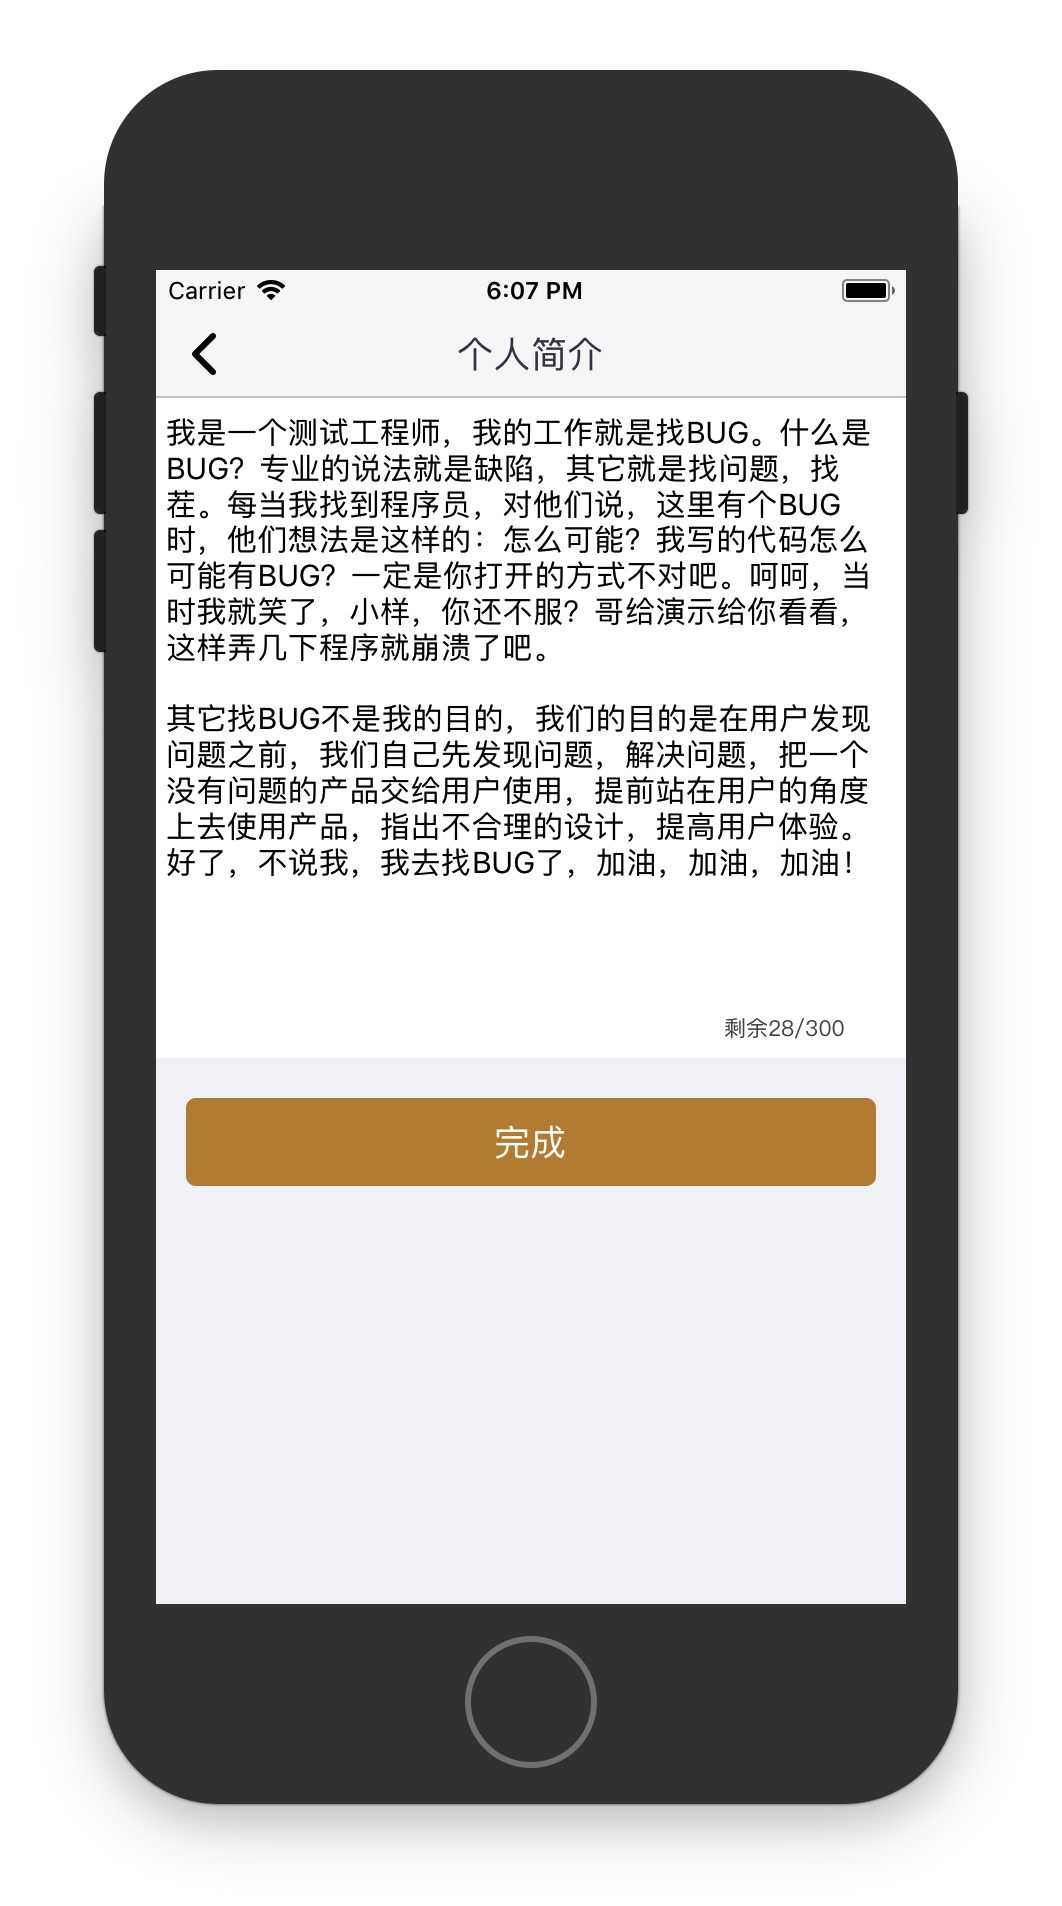 Carrier 6:07 PM
个人简介
我是一个测试工程师，我的工作就是找BUG。什么是
BUG？专业的说法就是缺陷，其它就是找问题，找
茬。每当我找到程序员，对他们说，这里有个BUG
时，他们想法是这样的：怎么可能？我写的代码怎么
可能有BUG？一定是你打开的方式不对吧。呵呵，当
时我就笑了，小样，你还不服？哥给演示给你看看，
这样弄几下程序就崩溃了吧。
其它找BUG不是我的目的，我们的目的是在用户发现
问题之前，我们自己先发现问题，解决问题，把一个
没有问题的产品交给用户使用，提前站在用户的角度
上去使用产品，指出不合理的设计，提高用户体验。
好了，不说我，我去找BUG了，加油，加油，加油！
剩余28/300
完成